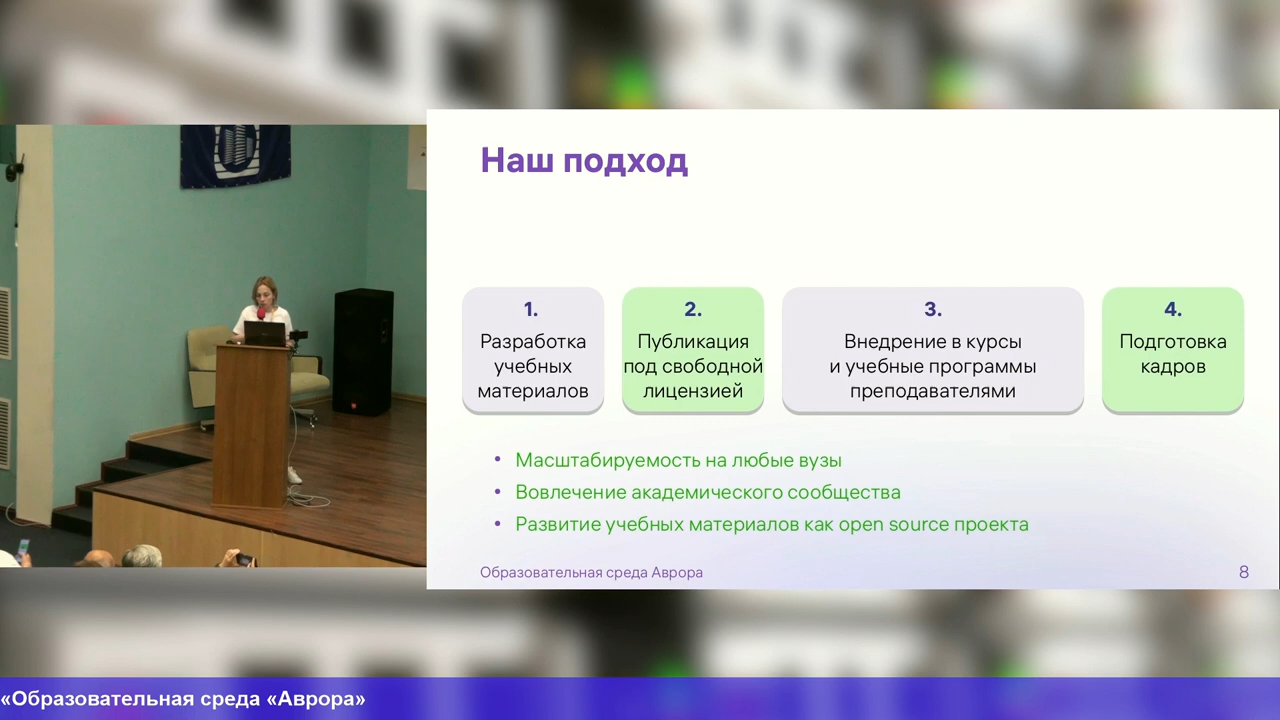 Наш подход
1.
Разработка
учебных
материалов
2.
Публикация
под свободной
лицензией
3.
Внедрение в курсы
и учебные программы
преподавателями
4.
Подготовка
кадров
• Масштабируемость на любые вузы
• Вовлечение академического сообщества
• Развитие учебных материалов как open source проекта
Образовательная среда Аврора
8
«Образовательная среда «Аврора»